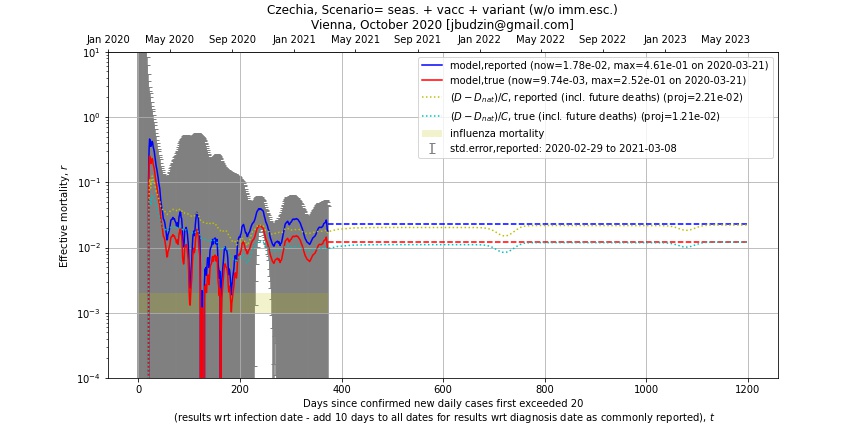 Czechia, Scenario= seas. + vacc + variant (w/o imm.esc.)
Vienna, October 2020 [jbudzin@gmail.com]
Jan 2020 May 2020 Sep 2020 Jan 2021 May 2021 Sep 2021 Jan 2022 May 2022 Sep 2022 Jan 2023 May 2023
10¹
10⁰
10⁻¹
10⁻²
10⁻³
10⁻⁴
Effective mortality, r
model,reported (now=1.78e-02, max=4.61e-01 on 2020-03-21)
model,true (now=9.74e-03, max=2.52e-01 on 2020-03-21)
(D − Dnat)/C, reported (incl. future deaths) (proj=2.21e-02)
(D − Dnat)/C, true (incl. future deaths) (proj=1.21e-02)
influenza mortality
std.error,reported: 2020-02-29 to 2021-03-08
0 200 400 600 800 1000 1200
Days since confirmed new daily cases first exceeded 20
(results wrt infection date - add 10 days to all dates for results wrt diagnosis date as commonly reported), t